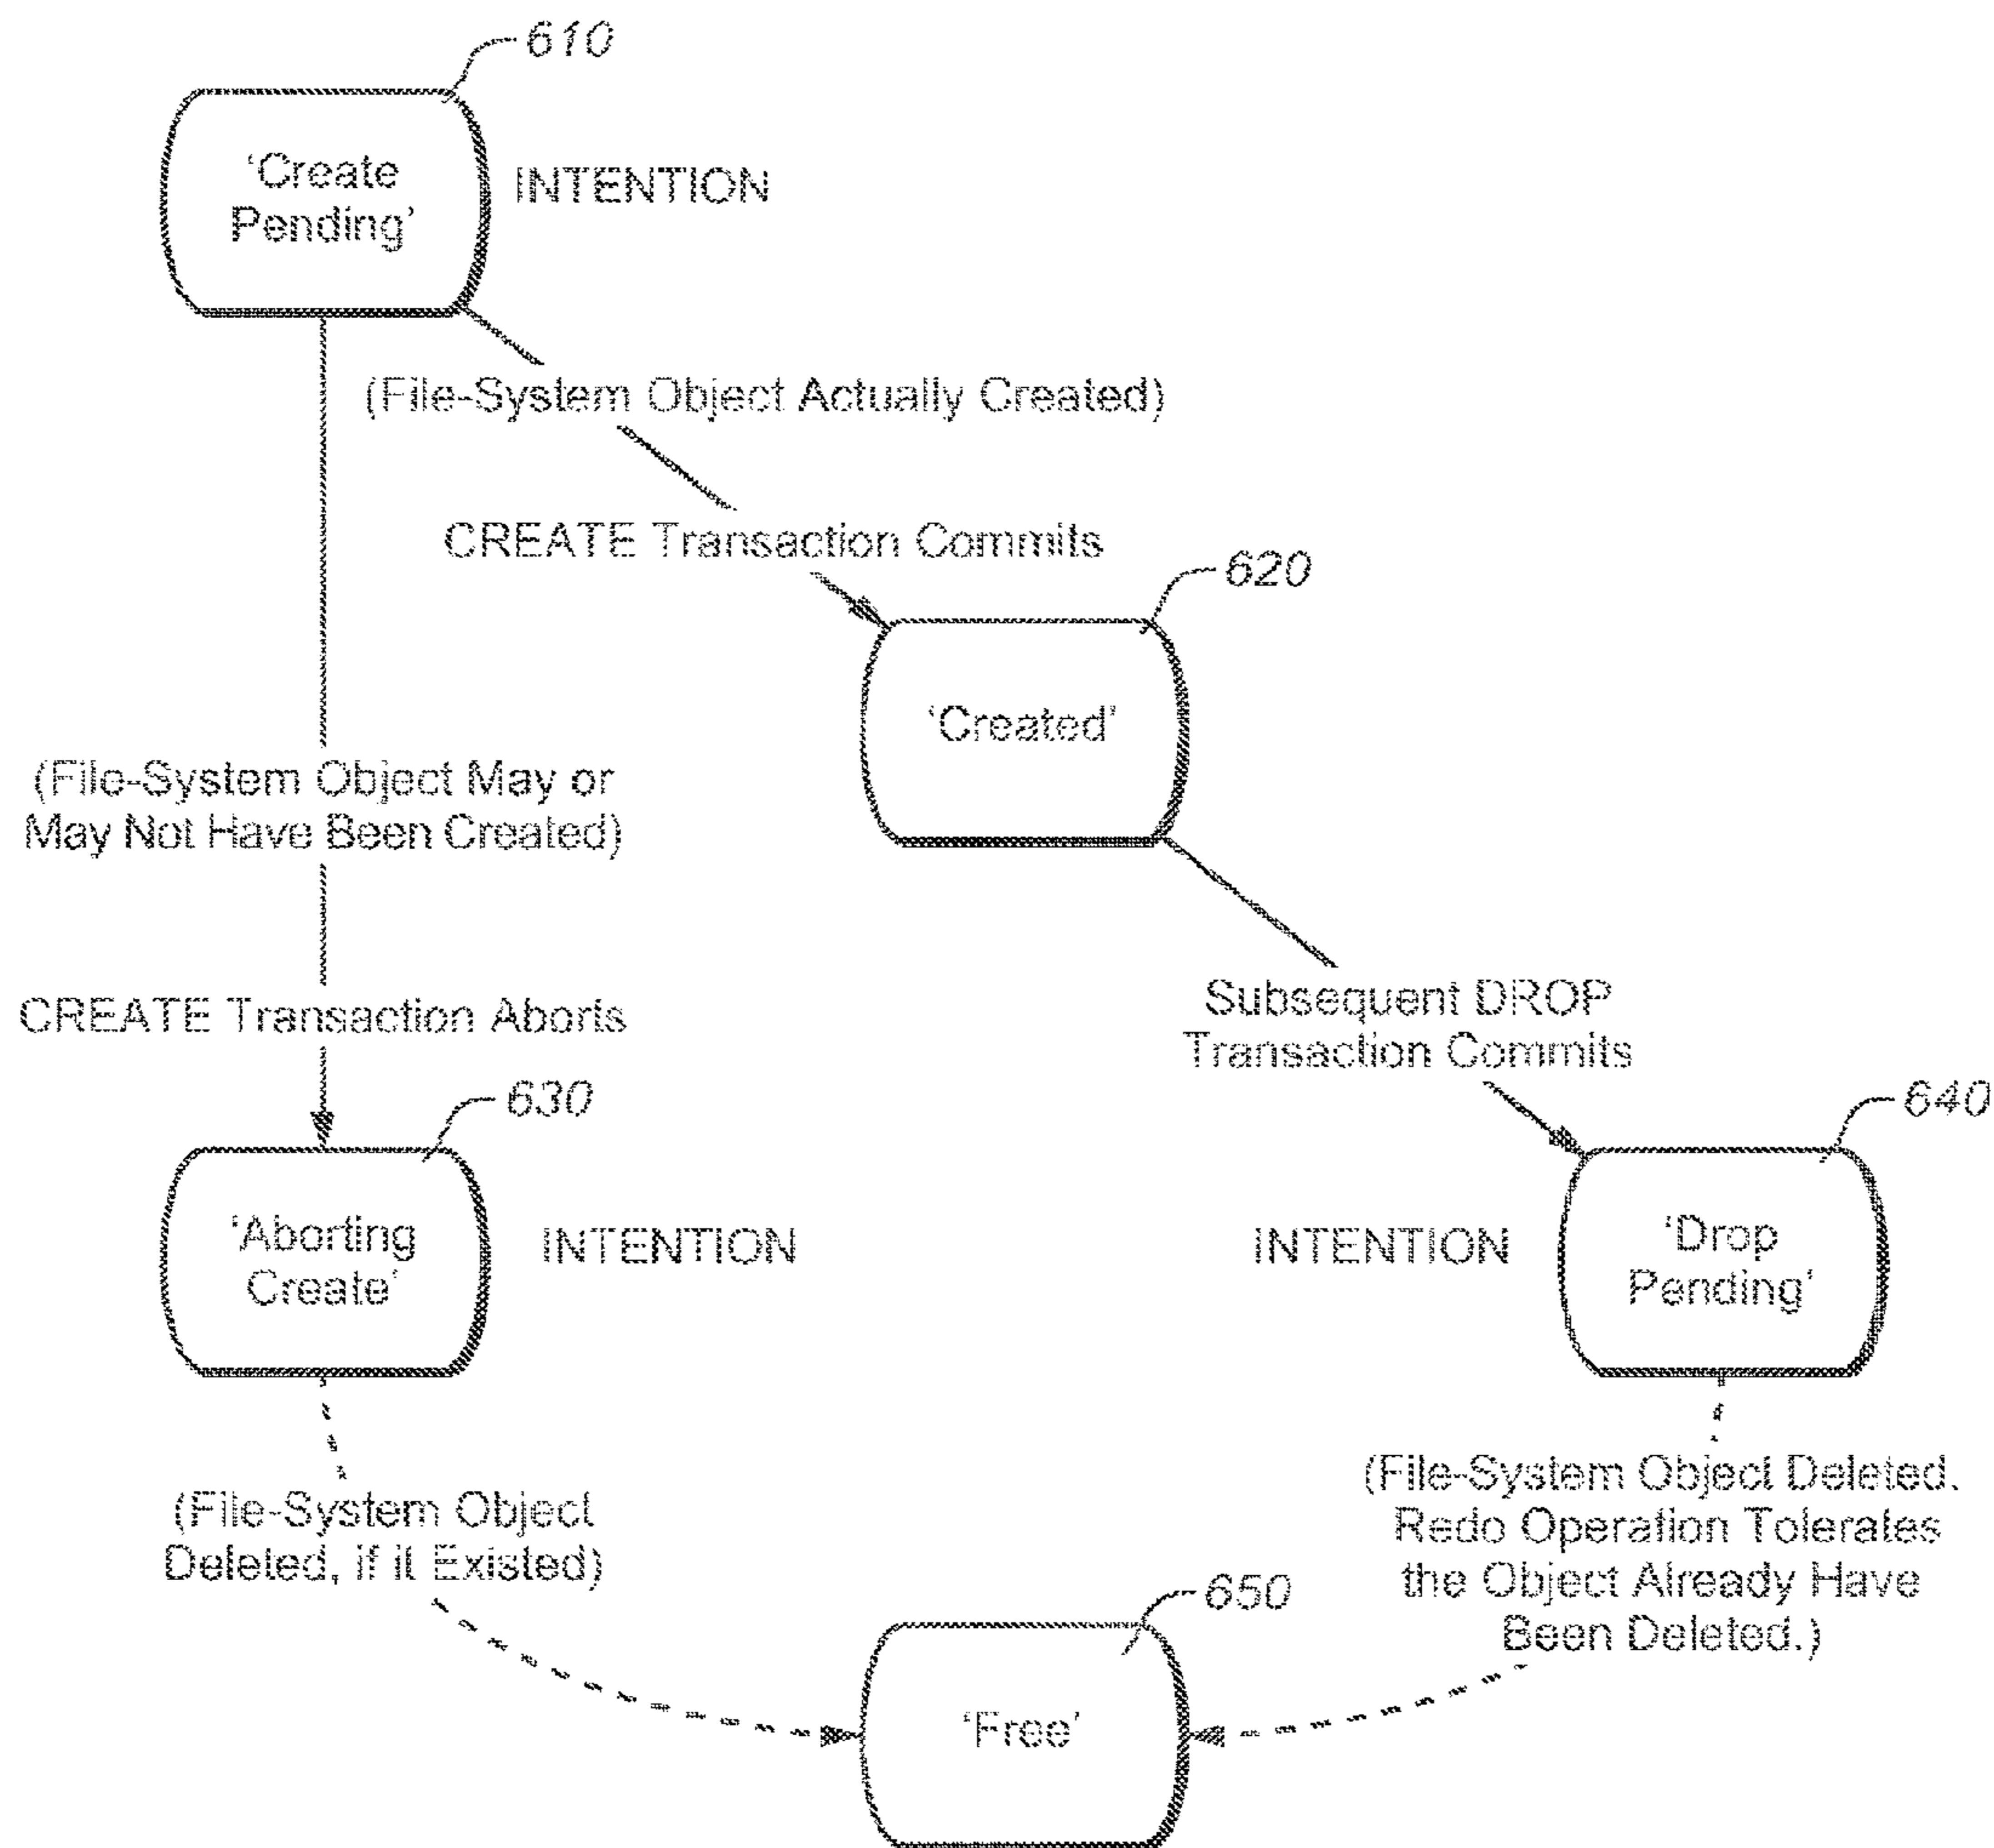 610
‘Create
Pending’
INTENTION
(File-System Object Actually Created)
CREATE Transaction Commits
620
‘Created’
(File-System Object May or
May Not Have Been Created)
CREATE Transaction Aborts
Subsequent DROP
Transaction Commits
630
‘Aborting
Create’
INTENTION
640
INTENTION
‘Drop
Pending’
(File-System Object
Deleted, if it Existed)
(File-System Object Deleted.
Redo Operation Tolerates
the Object Already Have
Been Deleted.)
650
‘Free’